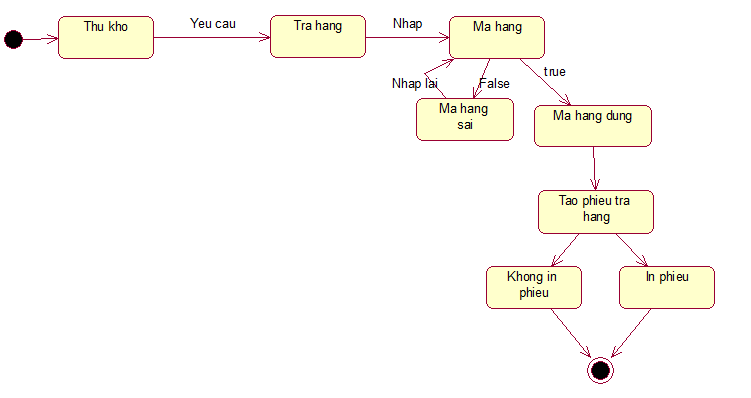 Thu kho
Yeu cau
Tra hang
Nhap
Ma hang
Nhap lai
False
true
Ma hang
sai
Ma hang dung
Tao phieu tra
hang
Khong in
phieu
In phieu